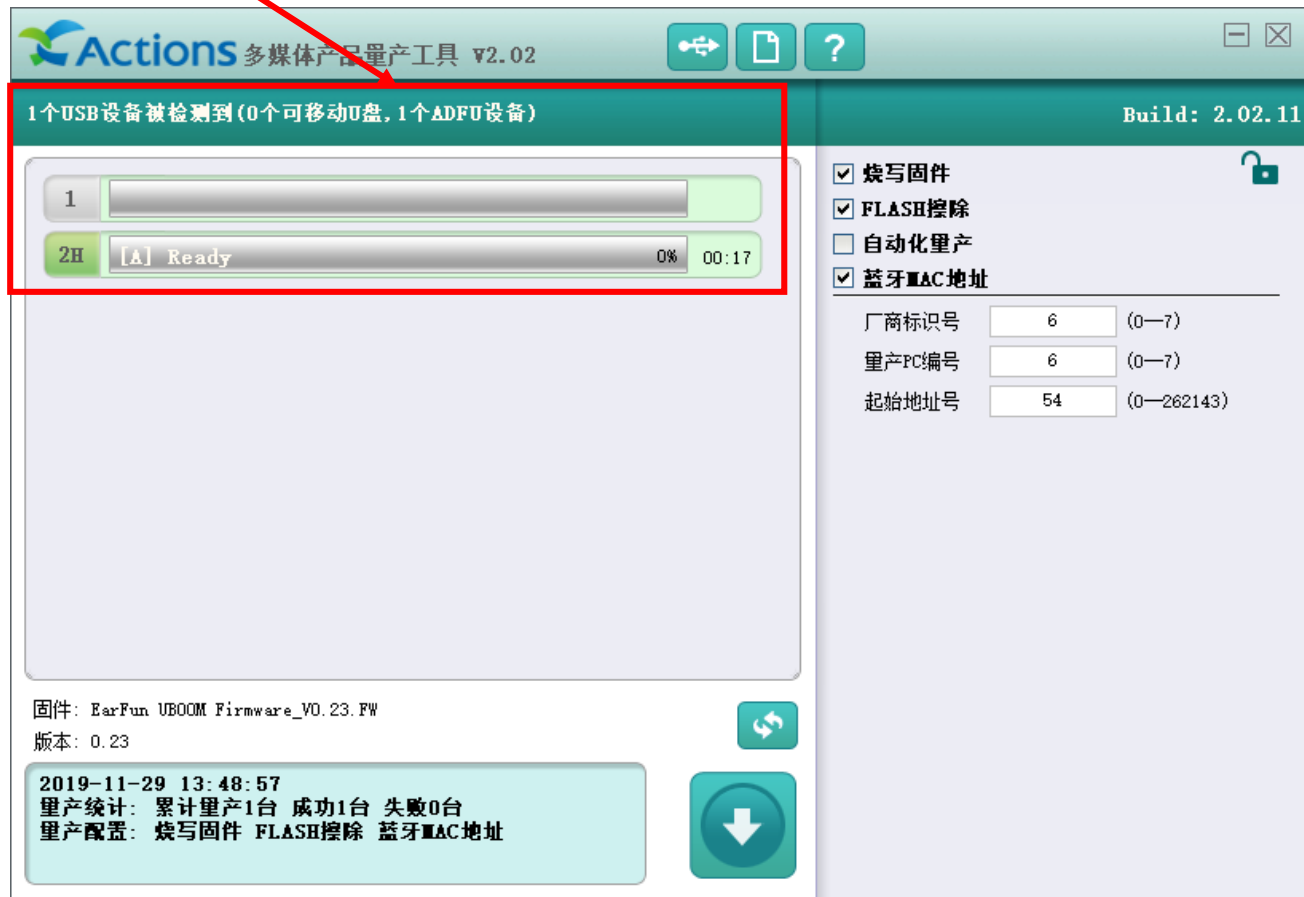 Actions 多媒体产品量产工具 V2.02
?
1个USB设备被检测到(0个可移动U盘,1个ADFU设备)
Build: 2.02.11
1
2H [A] Ready 0% 00:17
烧写固件
FLASH擦除
自动化量产
蓝牙MAC地址
厂商标识号 6 (0—7)
量产PC编号 6 (0—7)
起始地址号 54 (0—262143)
固件: EarFun UBOOM Firmware_V0.23.FW
版本: 0.23
2019-11-29 13:48:57
量产统计: 累计量产1台 成功1台 失败0台
量产配置: 烧写固件 FLASH擦除 蓝牙MAC地址